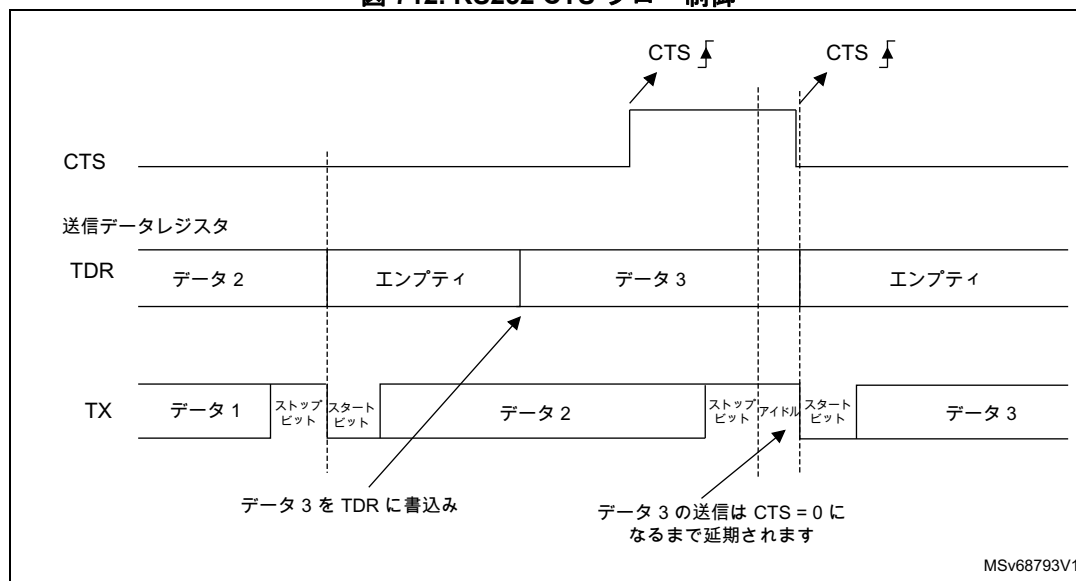 CTS
CTS
CTS
送信データレジスタ
TDR
データ 2
エンプティ
データ 3
エンプティ
TX
データ 1
ストップ
ビット
スタート
ビット
データ 2
ストップ
ビット
アイドル
スタート
ビット
データ 3
データ 3 を TDR に書込み
データ 3 の送信は CTS = 0 に
なるまで延期されます
MSv68793V1